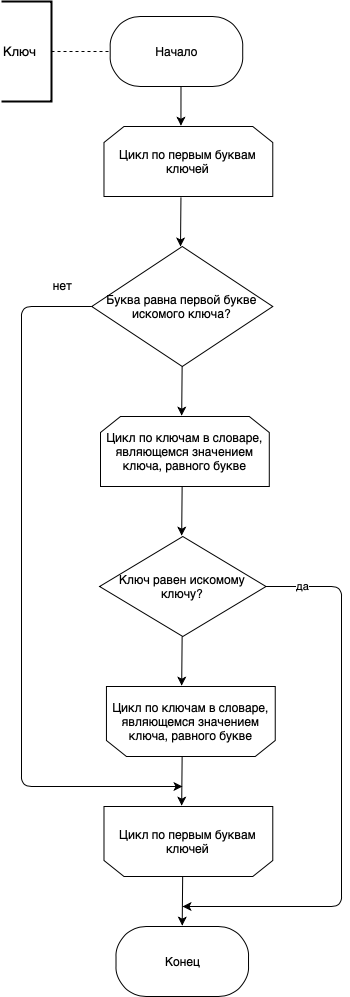 Ключ
Начало
Цикл по первым буквам
ключей
нет
Буква равна первой букве
искомого ключа?
Цикл по ключам в словаре,
являющемся значением
ключа, равного букве
Ключ равен искомому
ключу?
да
Цикл по ключам в словаре,
являющемся значением
ключа, равного букве
Цикл по первым буквам
ключей
Конец